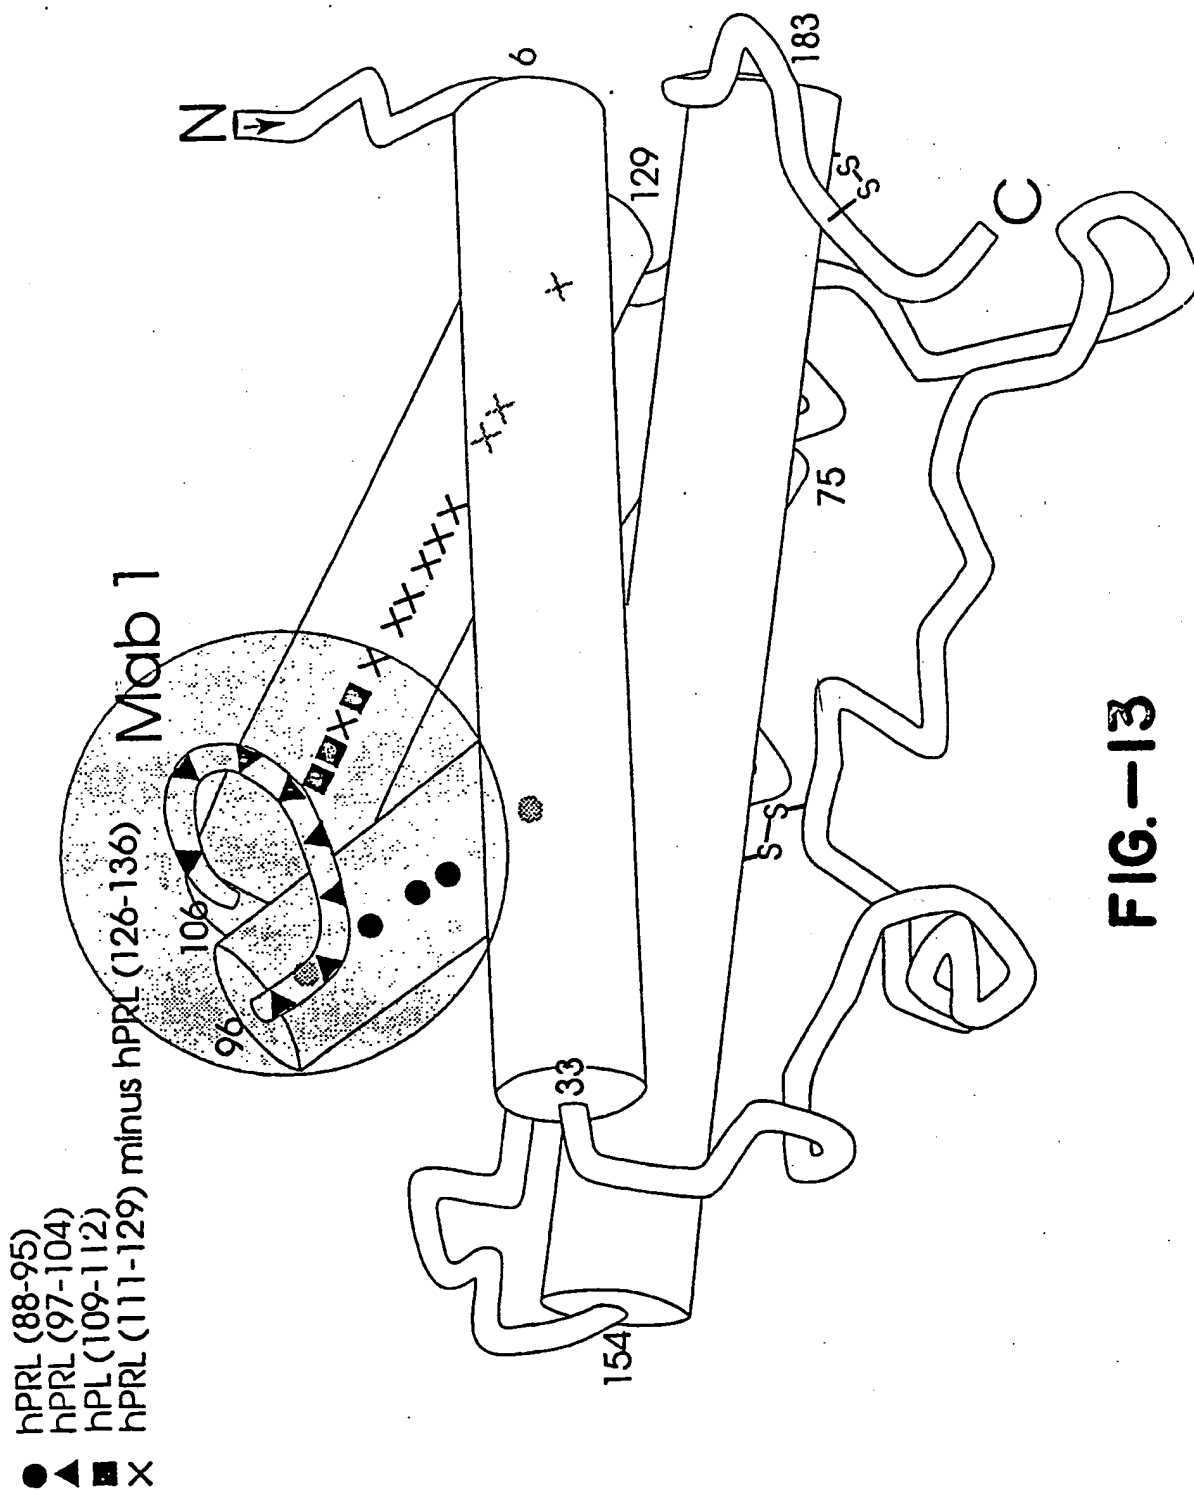 ● hPRL (88-95)
▲ hPRL (97-104)
■ hPL (109-112)
X hPRL (111-129) minus hPRL (126-136)
Mab 1
N
6
106
96
129
33
154
75
183
S-S
S-S
C
FIG.—13